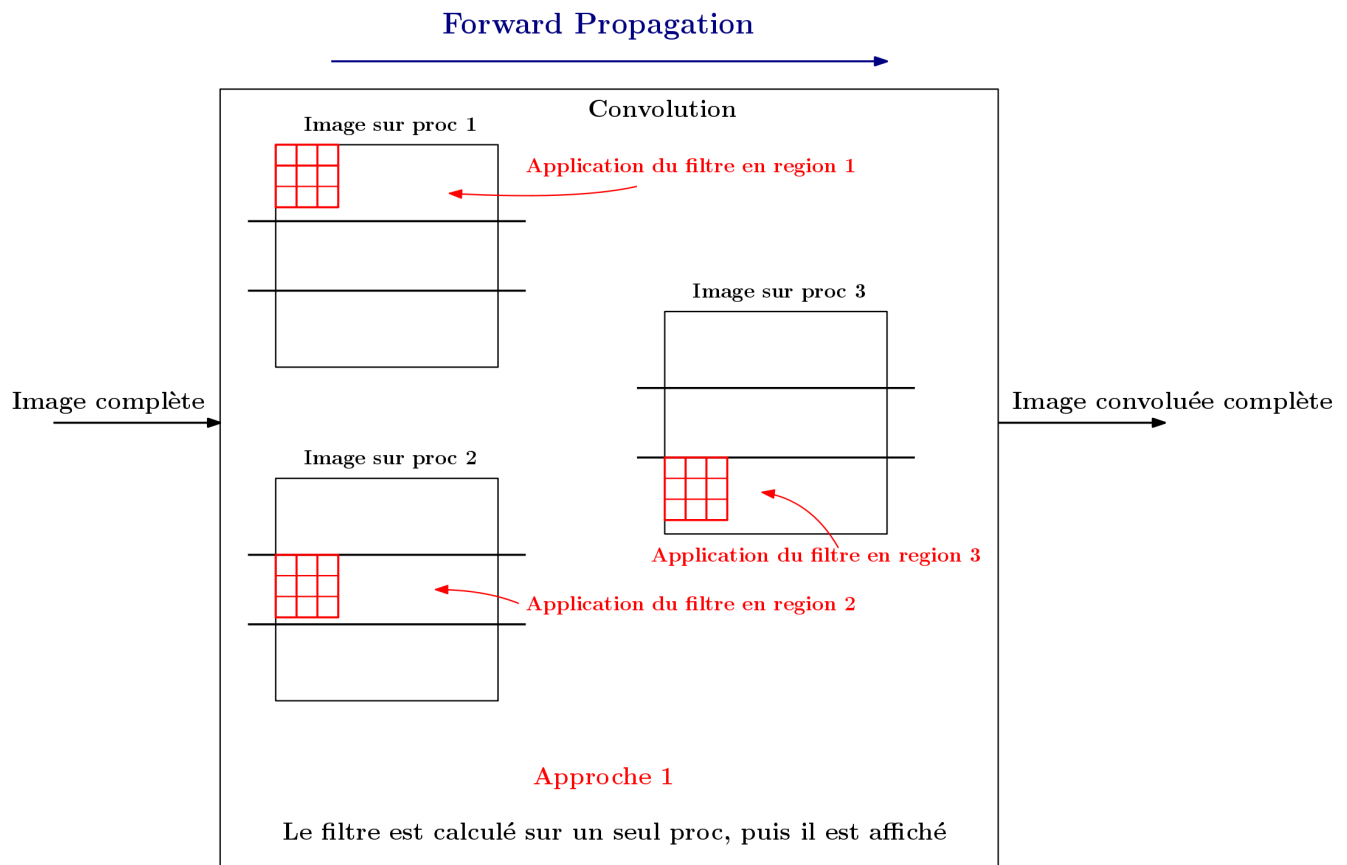 Forward Propagation
Convolution
Image sur proc 1
Application du filtre en region 1
Image sur proc 3
Image complète
Image convoluée complète
Image sur proc 2
Application du filtre en region 3
Application du filtre en region 2
Approche 1
Le filtre est calculé sur un seul proc, puis il est affiché